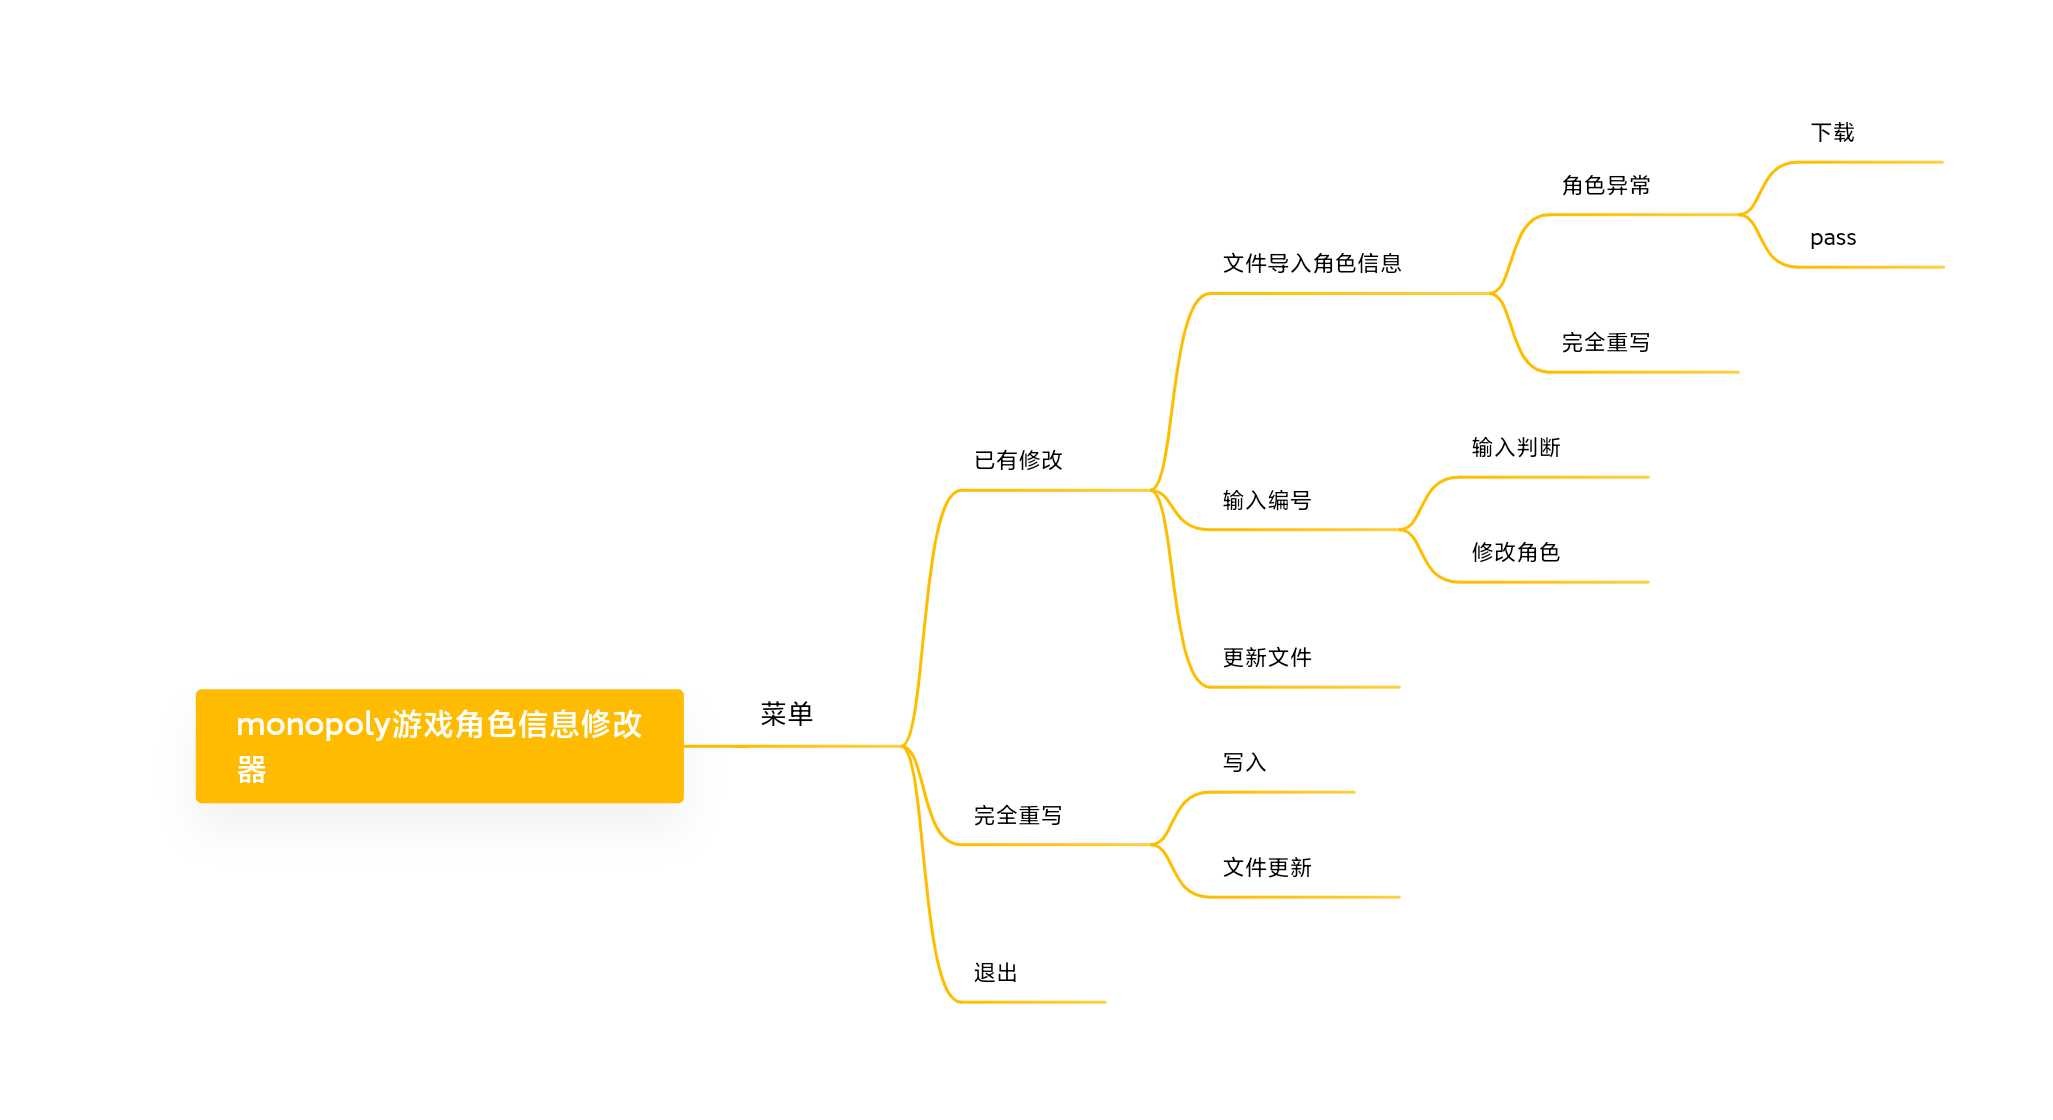 monopoly游戏角色信息修改
器
菜单
已有修改
文件导入角色信息
角色异常
下载
pass
完全重写
输入编号
输入判断
修改角色
更新文件
完全重写
写入
文件更新
退出